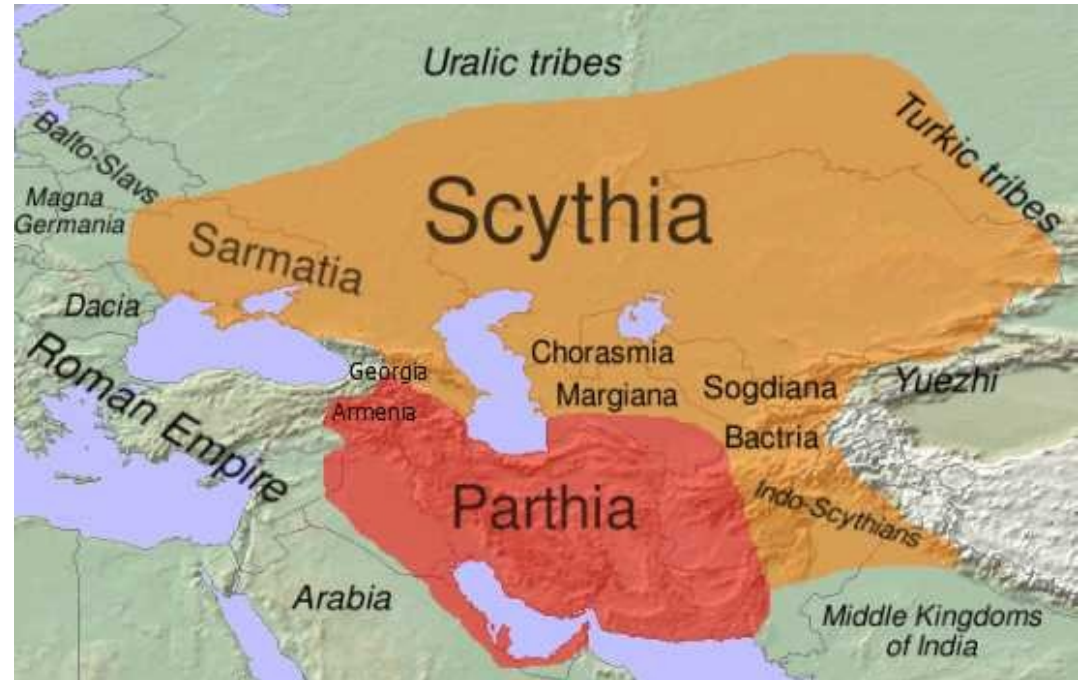 Uralic tribes
Turkic tribes
Balto-Slavs
Magna
Germania
Scythia
Sarmatia
Dacia
Roman Empire
Georgia
Armenia
Chorasmia
Margiana
Sogdiana
Yuezhi
Bactria
Indo-Scythians
Parthia
Arabia
Middle Kingdoms
of India